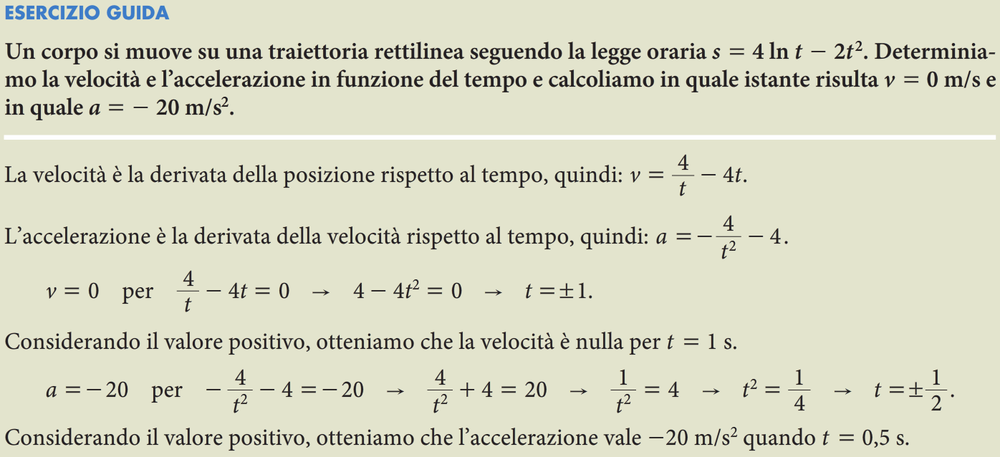 ESERCIZIO GUIDA
Un corpo si muove su una traiettoria rettilinea seguendo la legge oraria s = 4 ln t − 2t². Determinia-
mo la velocità e l’accelerazione in funzione del tempo e calcoliamo in quale istante risulta v = 0 m/s e
in quale a = − 20 m/s².
La velocità è la derivata della posizione rispetto al tempo, quindi: v = 4/t − 4t.
L’accelerazione è la derivata della velocità rispetto al tempo, quindi: a = −4/t² − 4.
v = 0 per 4/t − 4t = 0 → 4 − 4t² = 0 → t = ±1.
Considerando il valore positivo, otteniamo che la velocità è nulla per t = 1 s.
a = −20 per −4/t² − 4 = −20 → 4/t² + 4 = 20 → 1/t² = 4 → t² = 1/4 → t = ±1/2.
Considerando il valore positivo, otteniamo che l’accelerazione vale −20 m/s² quando t = 0,5 s.